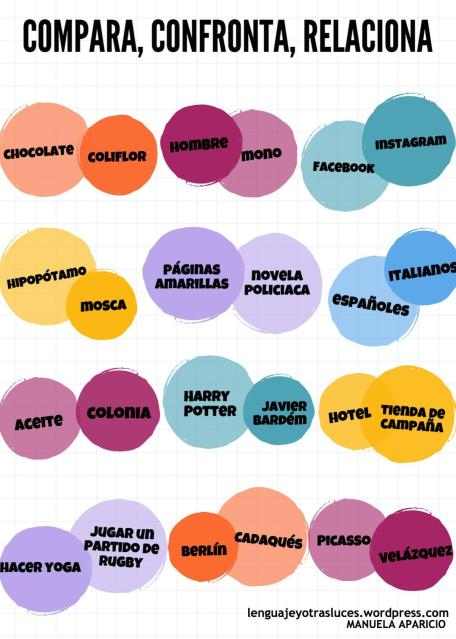 COMPARA, CONFRONTA, RELACIONA
CHOCOLATE
COLIFLOR
HOMBRE
MONO
FACEBOOK
INSTAGRAM
HIPOPÓTAMO
MOSCA
PÁGINAS
AMARILLAS
NOVELA
POLICIACA
ESPAÑOLES
ITALIANOS
ACEITE
COLONIA
HARRY
POTTER
JAVIER
BARDÉM
HOTEL
TIENDA DE
CAMPAÑA
HACER YOGA
JUGAR UN
PARTIDO DE
RUGBY
BERLÍN
CADAQUÉS
PICASSO
VELÁZQUEZ
lenguajeyotrasluces.wordpress.com
MANUELA APARICIO